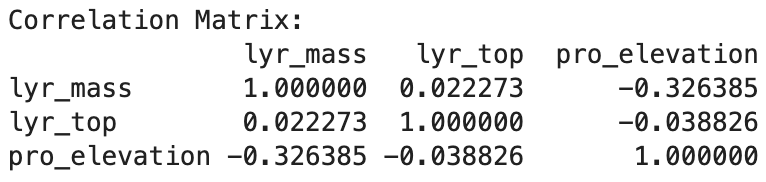 Correlation Matrix:
                lyr_mass   lyr_top  pro_elevation
lyr_mass        1.000000  0.022273      -0.326385
lyr_top         0.022273  1.000000      -0.038826
pro_elevation  -0.326385 -0.038826       1.000000